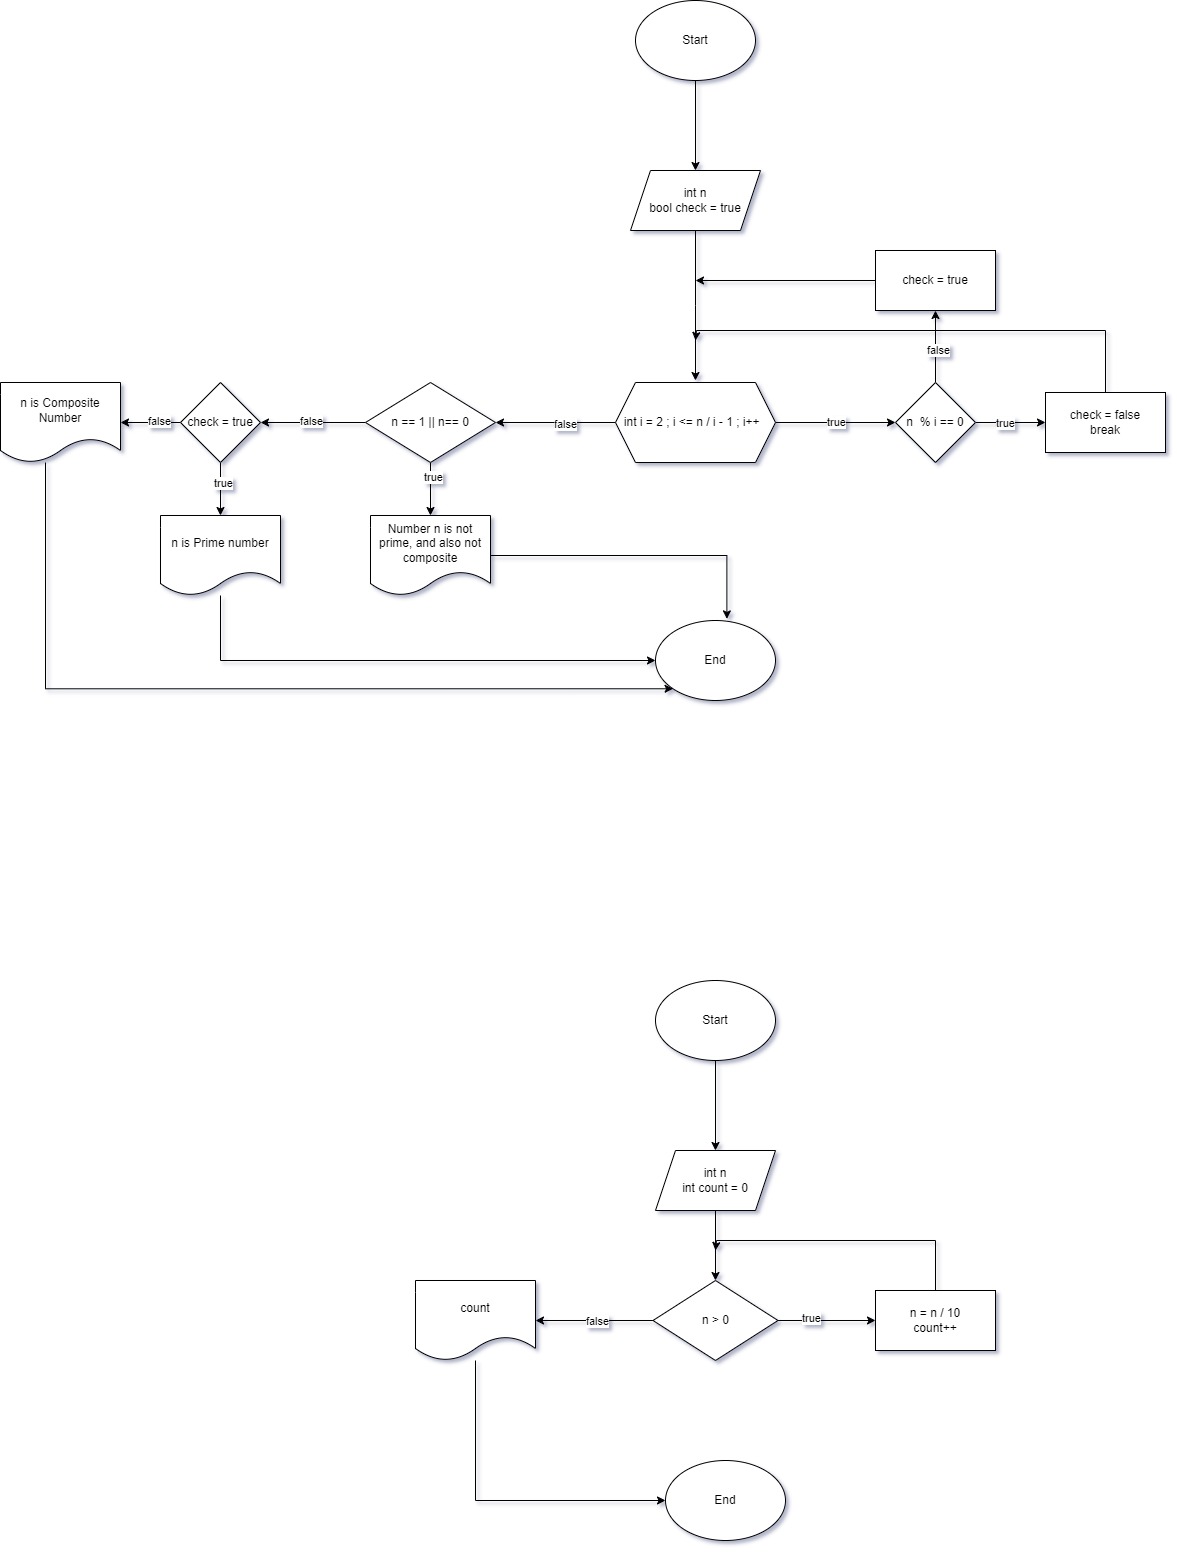 Start
int n
bool check = true
check = true
false
n is Composite
Number
false
check = true
false
n == 1 || n== 0
false
int i = 2 ; i <= n / i - 1 ; i++
true
n  % i == 0
true
check = false
break
true
true
n is Prime number
Number n is not
prime, and also not
composite
End
Start
int n
int count = 0
count
false
n > 0
true
n = n / 10
count++
End